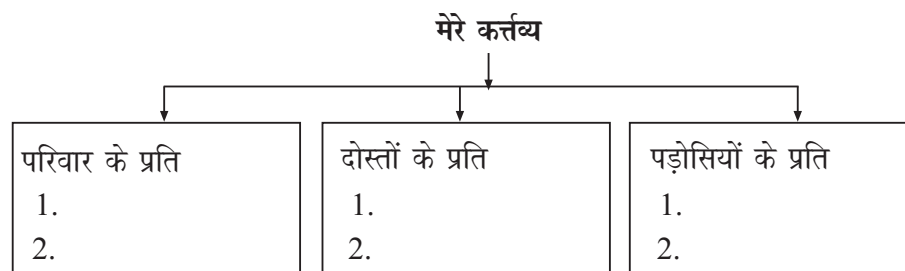 मेरे कर्त्तव्य
परिवार के प्रति
1.
2.
दोस्तों के प्रति
1.
2.
पड़ोसियों के प्रति
1.
2.